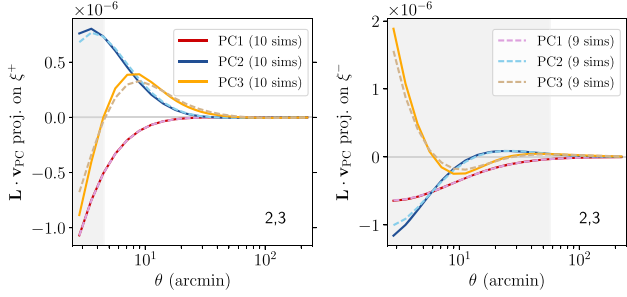 ×10⁻⁶
L · v_PC proj. on ξ⁺
0.5
0.0
−0.5
−1.0
PC1 (10 sims)
PC2 (10 sims)
PC3 (10 sims)
2,3
10¹
10²
θ (arcmin)
×10⁻⁶
L · v_PC proj. on ξ⁻
2
1
0
−1
PC1 (9 sims)
PC2 (9 sims)
PC3 (9 sims)
2,3
10¹
10²
θ (arcmin)